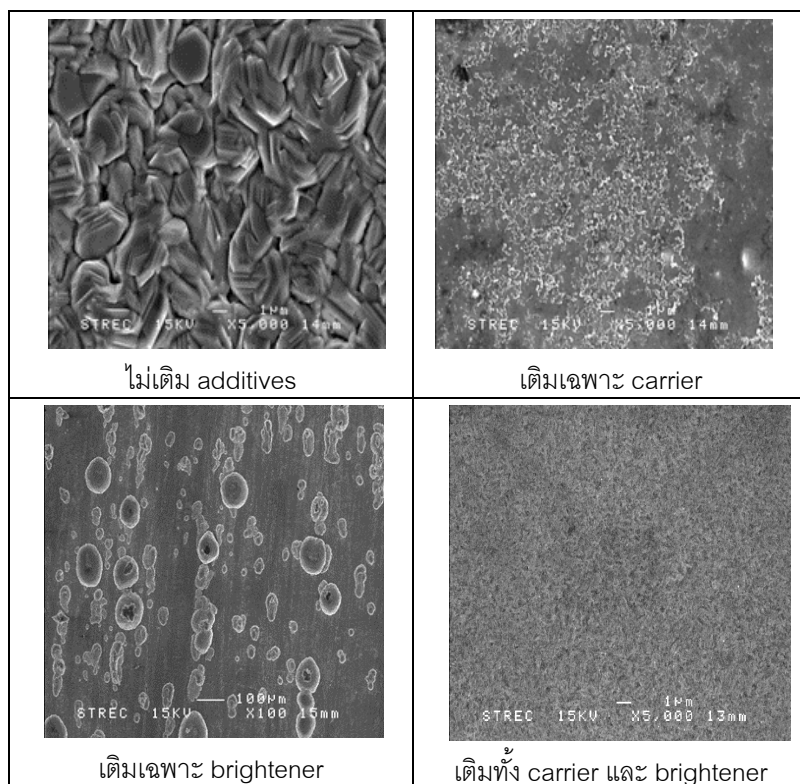 1µm
STREC 15KV X5,000 14mm
ไม่เติม additives
1µm
STREC 15KV X5,000 14mm
เติมเฉพาะ carrier
100µm
STREC 15KV X100 15mm
เติมเฉพาะ brightener
1µm
STREC 15KV X5,000 13mm
เติมทั้ง carrier และ brightener